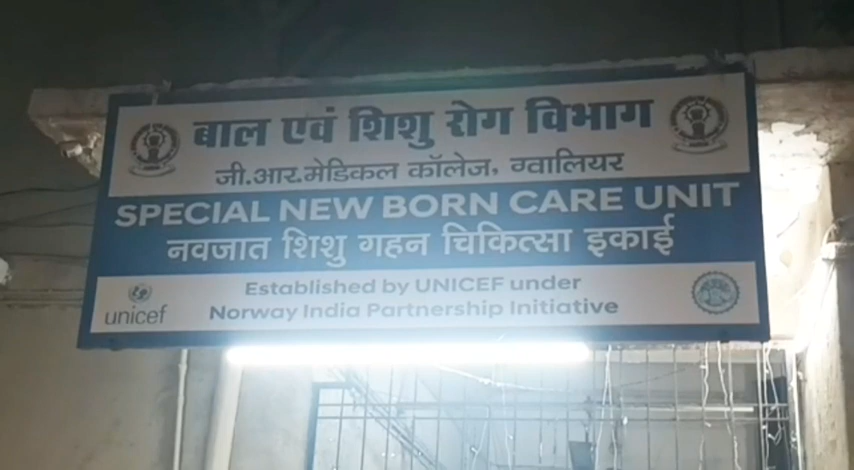 बाल एवं शिशु रोग विभाग
जी.आर.मेडिकल कॉलेज, ग्वालियर
SPECIAL NEW BORN CARE UNIT
नवजात शिशु गहन चिकित्सा इकाई
Established by UNICEF under
Norway India Partnership Initiative
unicef